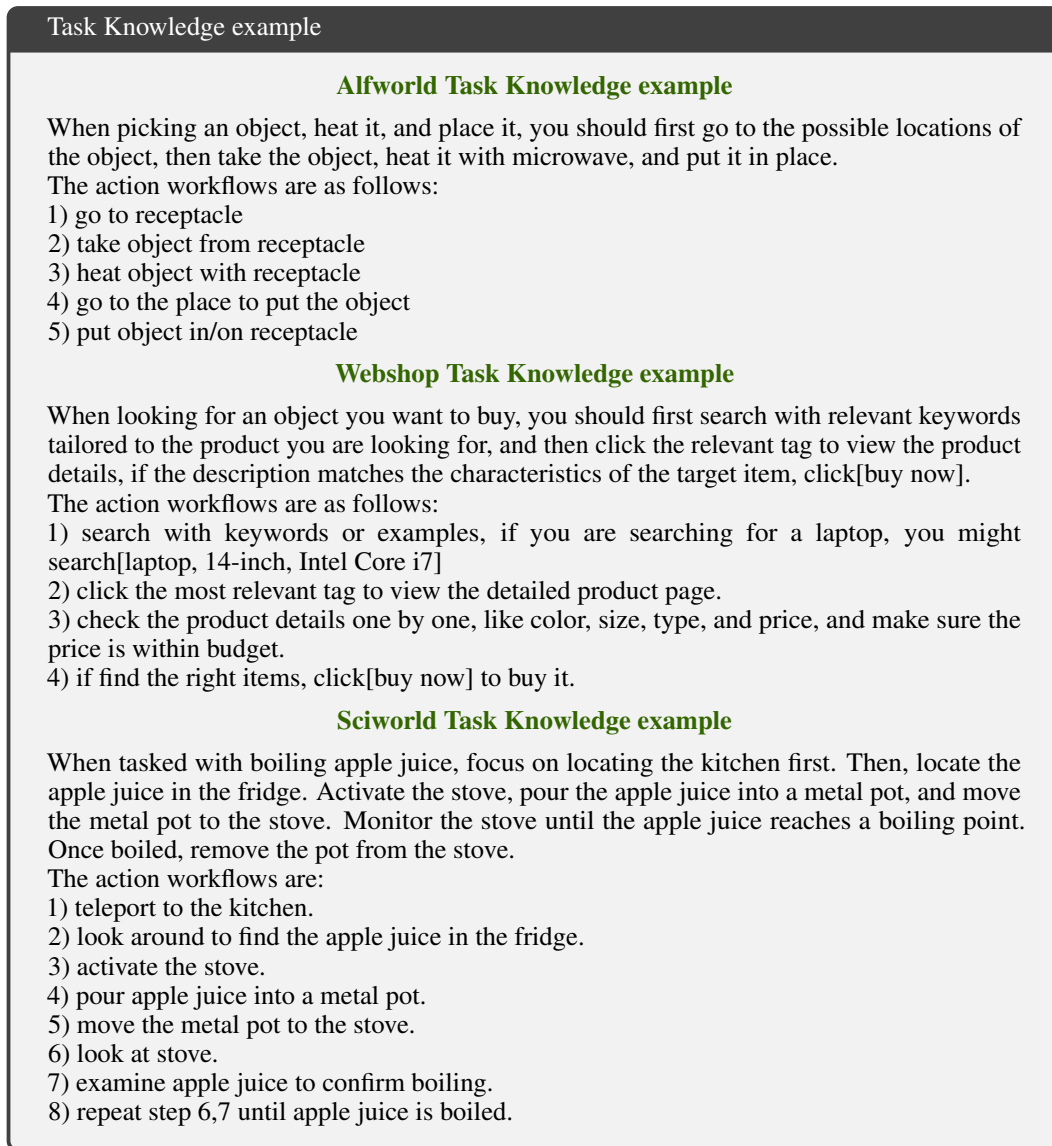 Task Knowledge example
Alfworld Task Knowledge example
When picking an object, heat it, and place it, you should first go to the possible locations of
the object, then take the object, heat it with microwave, and put it in place.
The action workflows are as follows:
1) go to receptacle
2) take object from receptacle
3) heat object with receptacle
4) go to the place to put the object
5) put object in/on receptacle
Webshop Task Knowledge example
When looking for an object you want to buy, you should first search with relevant keywords
tailored to the product you are looking for, and then click the relevant tag to view the product
details, if the description matches the characteristics of the target item, click[buy now].
The action workflows are as follows:
1) search with keywords or examples, if you are searching for a laptop, you might
search[laptop, 14-inch, Intel Core i7]
2) click the most relevant tag to view the detailed product page.
3) check the product details one by one, like color, size, type, and price, and make sure the
price is within budget.
4) if find the right items, click[buy now] to buy it.
Sciworld Task Knowledge example
When tasked with boiling apple juice, focus on locating the kitchen first. Then, locate the
apple juice in the fridge. Activate the stove, pour the apple juice into a metal pot, and move
the metal pot to the stove. Monitor the stove until the apple juice reaches a boiling point.
Once boiled, remove the pot from the stove.
The action workflows are:
1) teleport to the kitchen.
2) look around to find the apple juice in the fridge.
3) activate the stove.
4) pour apple juice into a metal pot.
5) move the metal pot to the stove.
6) look at stove.
7) examine apple juice to confirm boiling.
8) repeat step 6,7 until apple juice is boiled.